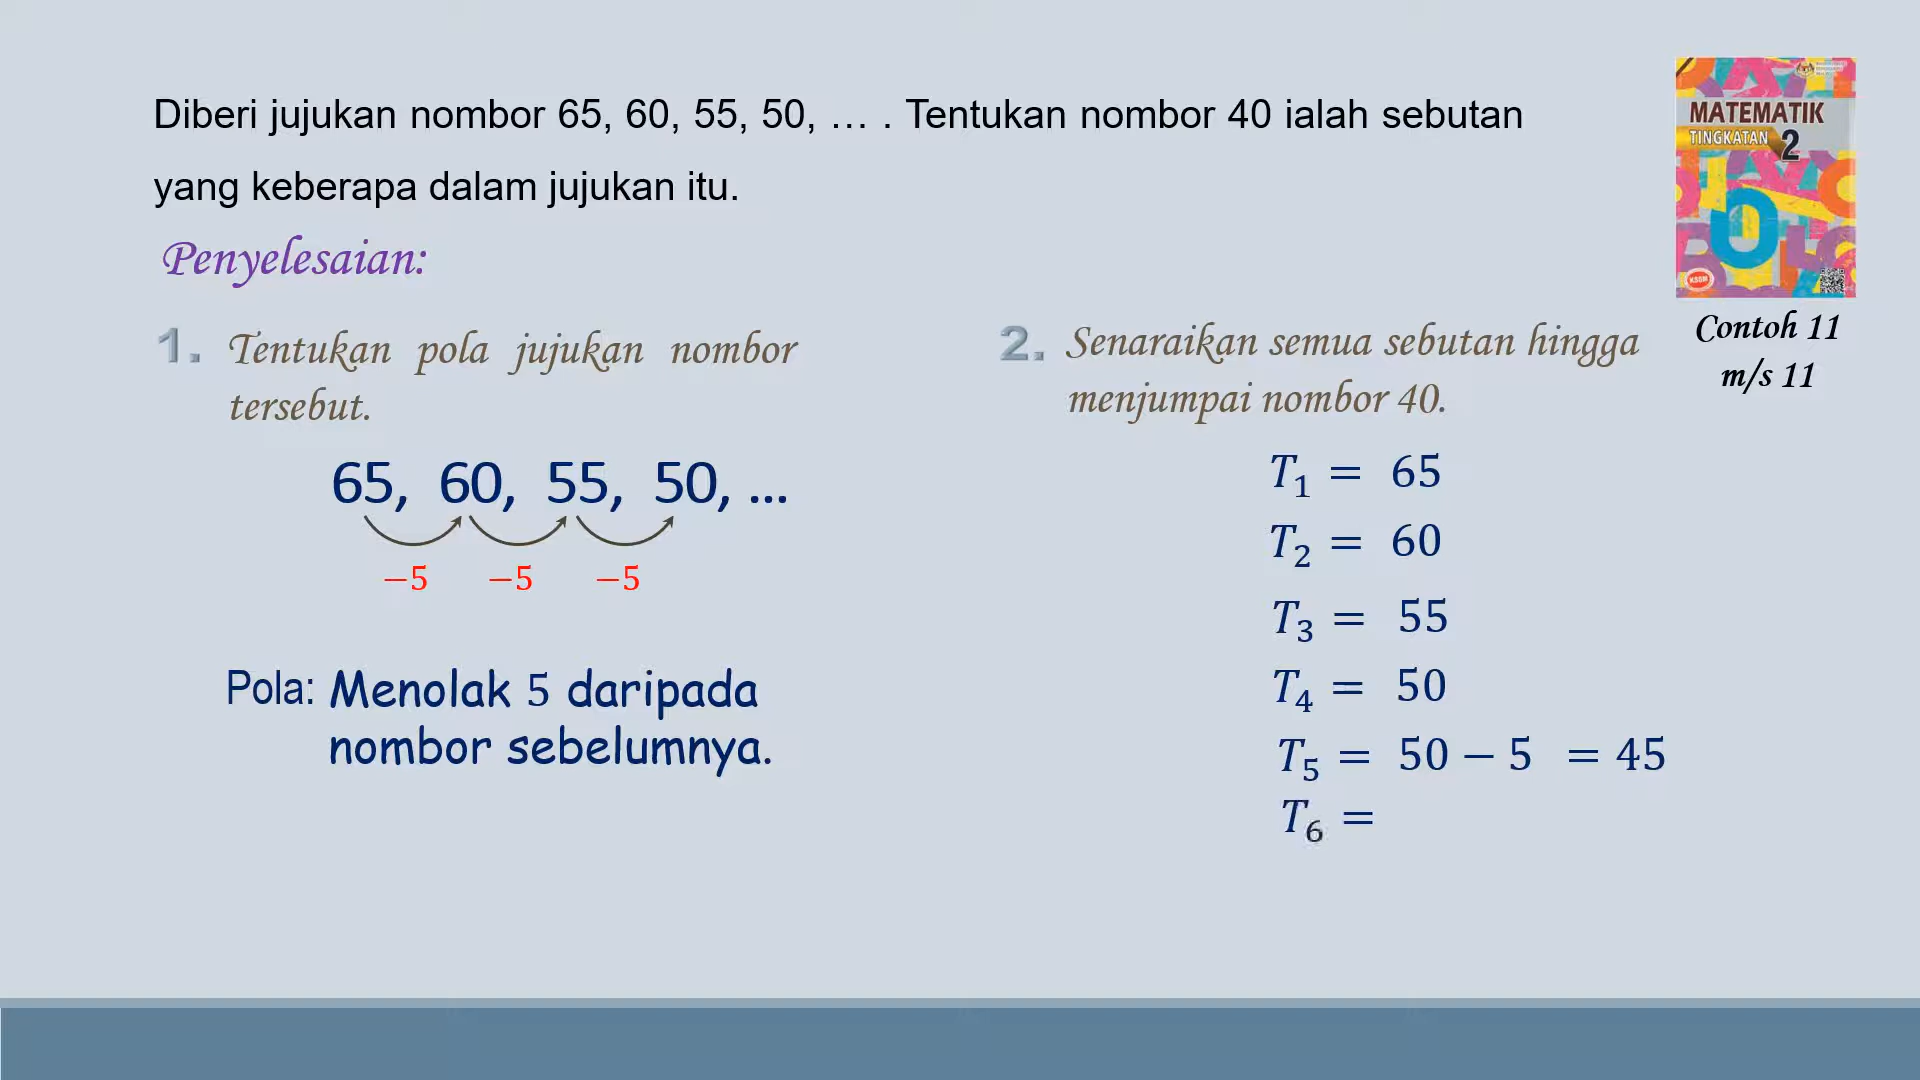 Diberi jujukan nombor 65, 60, 55, 50, … . Tentukan nombor 40 ialah sebutan
yang keberapa dalam jujukan itu.
Penyelesaian:
1. Tentukan pola jujukan nombor
tersebut.
65, 60, 55, 50, ...
−5 −5 −5
Pola: Menolak 5 daripada
nombor sebelumnya.
2. Senaraikan semua sebutan hingga
menjumpai nombor 40.
T₁ = 65
T₂ = 60
T₃ = 55
T₄ = 50
T₅ = 50 − 5 = 45
T₆ =
MATEMATIK
TINGKATAN 2
KSSM
Contoh 11
m/s 11